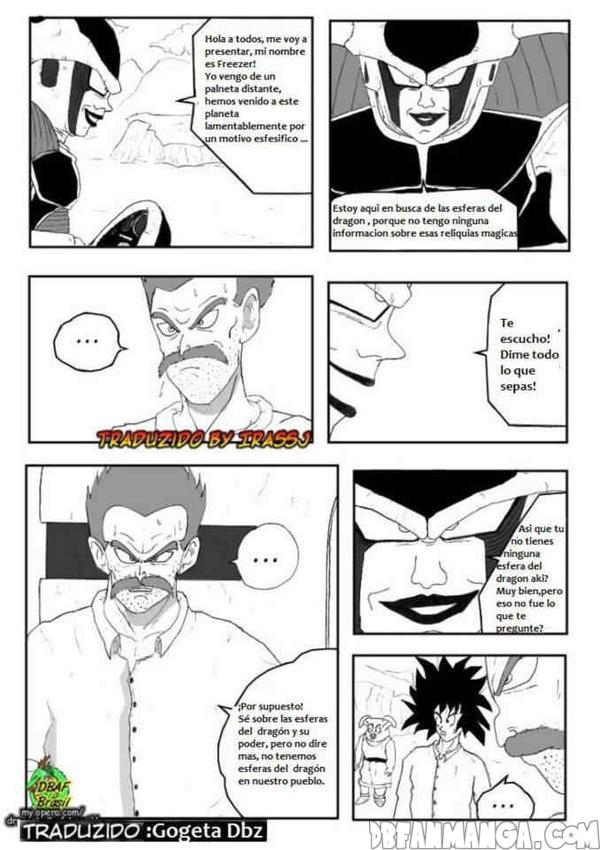 Hola a todos, me voy a
presentar, mi nombre
es Freezer!
Yo vengo de un
palneta distante,
hemos venido a este
planeta
lamentablemente por
un motivo esfesifico ...
Estoy aqui en busca de las esferas del
dragon , porque no tengo ninguna
informacion sobre esas reliquias magicas
...
Te
escucho!
Dime todo
lo que
sepas!
TRADUZIDO BY IRASSJ
...
¡Por supuesto!
Sé sobre las esferas
del dragón y su
poder, pero no dire
mas, no tenemos
esferas del dragón
en nuestro pueblo.
Asi que tu
no tienes
ninguna
esfera del
dragon aki?
Muy bien,pero
eso no fue lo
que te
pregunte?
DBAF
Brasil
my.opera.com/
TRADUZIDO :Gogeta Dbz
DBFANMANGA.COM